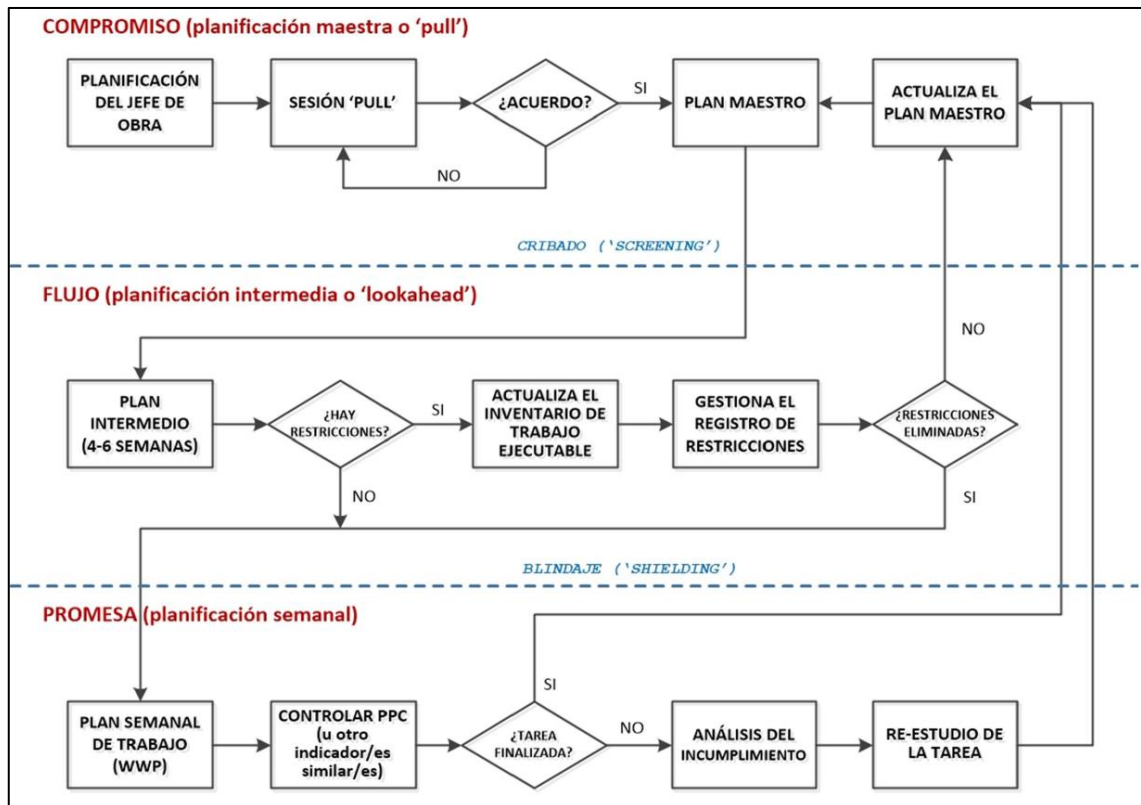 COMPROMISO (planificación maestra o ‘pull’)
PLANIFICACIÓN
DEL JEFE DE
OBRA
SESIÓN ‘PULL’
¿ACUERDO?
SI
NO
PLAN MAESTRO
ACTUALIZA EL
PLAN MAESTRO
CRIBADO (‘SCREENING’)
FLUJO (planificación intermedia o ‘lookahead’)
PLAN
INTERMEDIO
(4-6 SEMANAS)
¿HAY
RESTRICCIONES?
SI
NO
ACTUALIZA EL
INVENTARIO DE
TRABAJO
EJECUTABLE
GESTIONA EL
REGISTRO DE
RESTRICCIONES
¿RESTRICCIONES
ELIMINADAS?
NO
SI
BLINDAJE (‘SHIELDING’)
PROMESA (planificación semanal)
PLAN SEMANAL
DE TRABAJO
(WWP)
CONTROLAR PPC
(u otro
indicador/es
similar/es)
¿TAREA
FINALIZADA?
SI
NO
ANÁLISIS DEL
INCUMPLIMIENTO
RE-ESTUDIO DE
LA TAREA